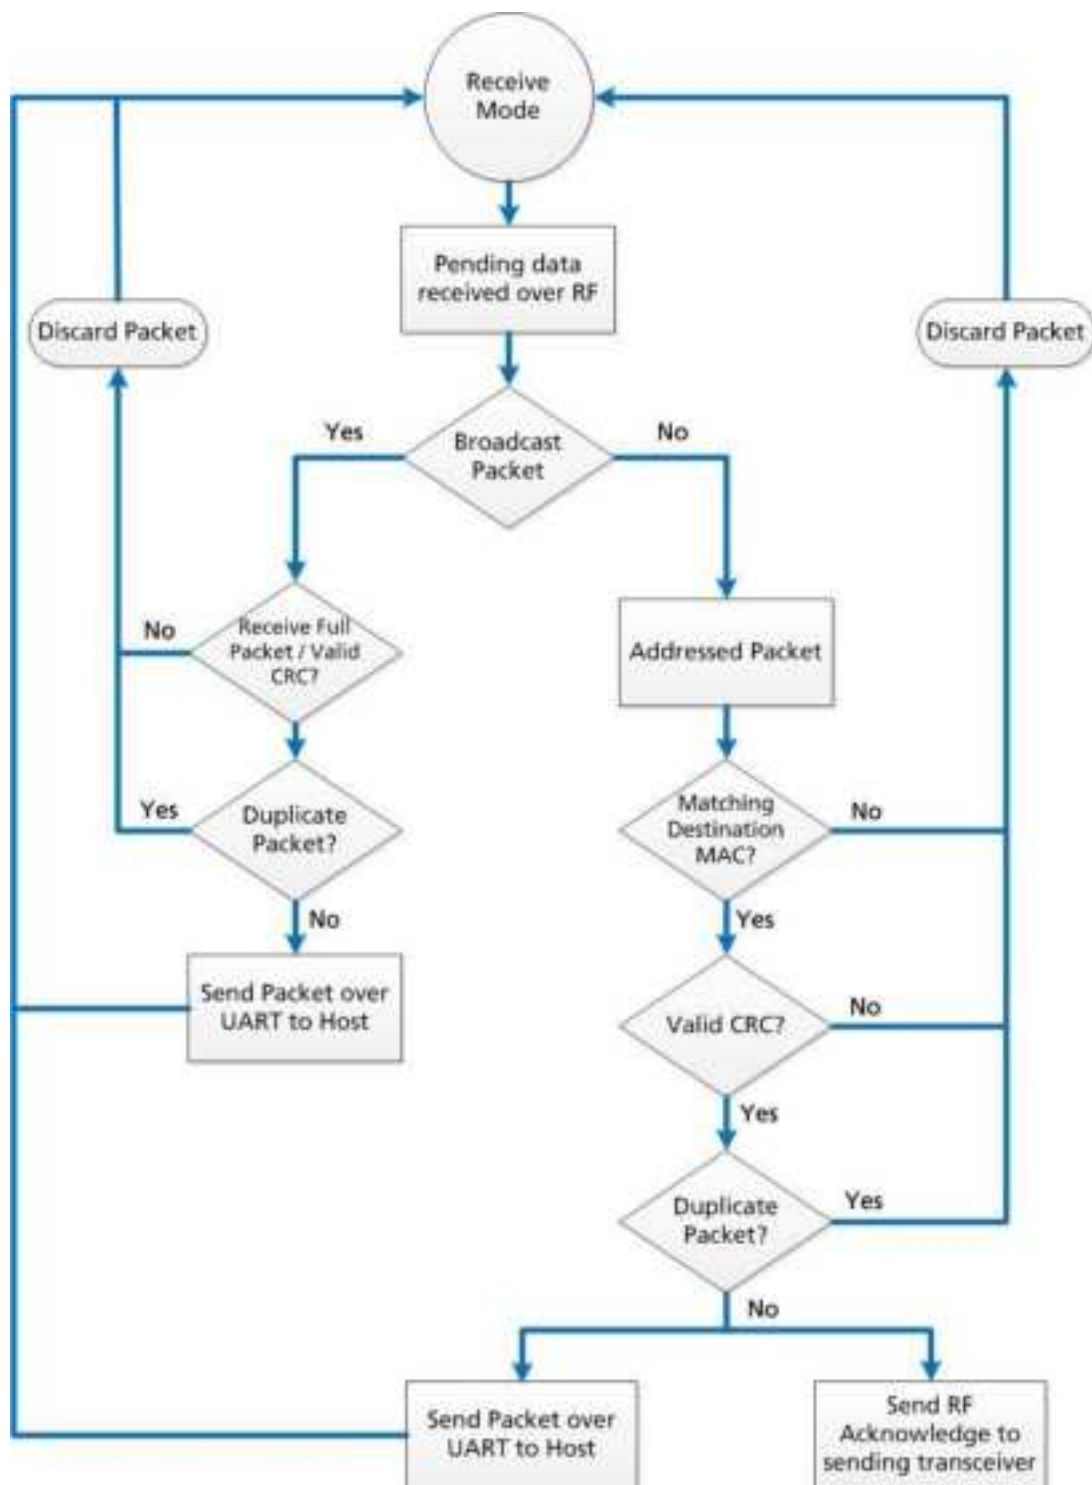 Receive
Mode
Pending data
received over RF
Discard Packet
Discard Packet
Yes
No
Broadcast
Packet
No
Receive Full
Packet / Valid
CRC?
Addressed Packet
Yes
Duplicate
Packet?
Matching
Destination
MAC?
No
No
Yes
Send Packet over
UART to Host
Valid CRC?
No
Yes
Duplicate
Packet?
Yes
No
Send Packet over
UART to Host
Send RF
Acknowledge to
sending transceiver